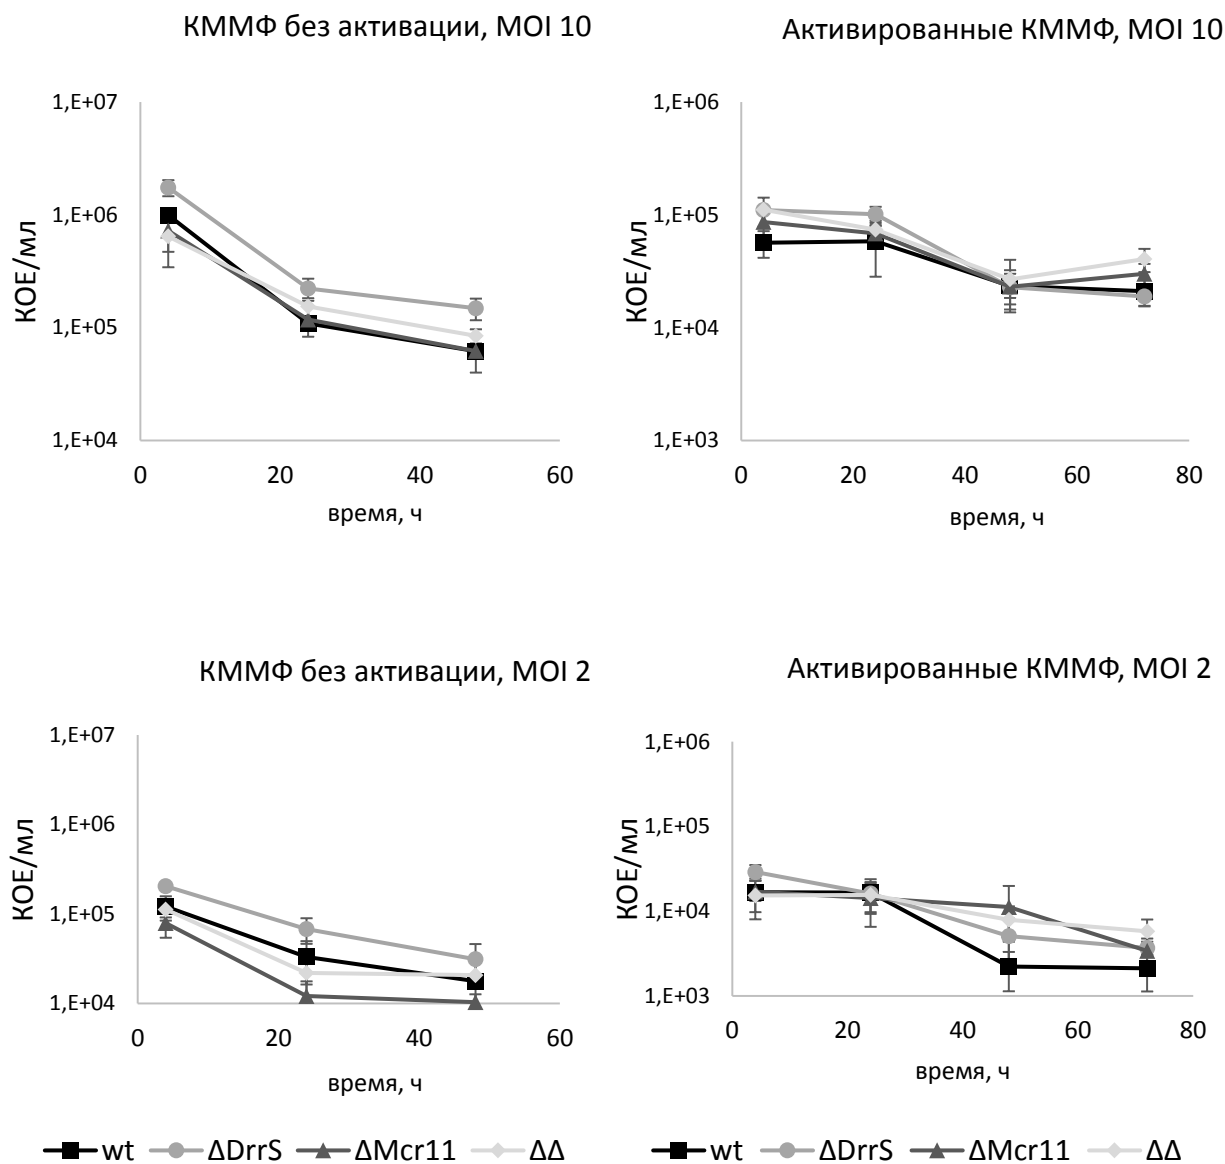 КММФ без активации, MOI 10
1,E+07
1,E+06
1,E+05
1,E+04
КОЕ/мл
0 20 40 60
время, ч
Активированные КММФ, MOI 10
1,E+06
1,E+05
1,E+04
1,E+03
КОЕ/мл
0 20 40 60 80
время, ч
КММФ без активации, MOI 2
1,E+07
1,E+06
1,E+05
1,E+04
КОЕ/мл
0 20 40 60
время, ч
Активированные КММФ, MOI 2
1,E+06
1,E+05
1,E+04
1,E+03
КОЕ/мл
0 20 40 60 80
время, ч
wt ΔDrrS ΔMcr11 ΔΔ
wt ΔDrrS ΔMcr11 ΔΔ